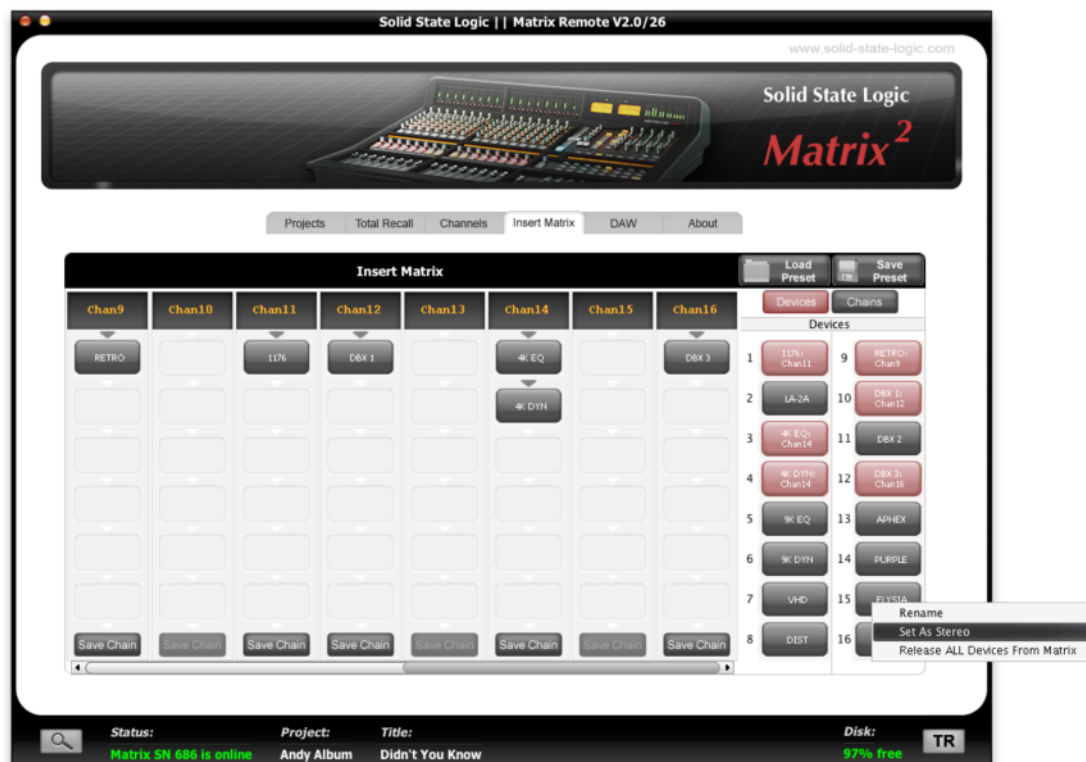 Solid State Logic || Matrix Remote V2.0/26
www.solid-state-logic.com
Solid State Logic
Matrix²
Projects Total Recall Channels Insert Matrix DAW About
Insert Matrix
Load Preset
Save Preset
Devices Chains
Devices
Chan9 Chan10 Chan11 Chan12 Chan13 Chan14 Chan15 Chan16
RETRO 1176 DBX 1 4K EQ DBX 3
4K DYN
Save Chain Save Chain Save Chain Save Chain Save Chain Save Chain Save Chain Save Chain
1 1176: Chan11 9 RETRO: Chan9
2 LA-2A 10 DBX 1: Chan12
3 4K EQ: Chan14 11 DBX 2
4 4K DYN: Chan14 12 DBX 3: Chan16
5 9K EQ 13 APHEX
6 9K DYN 14 PURPLE
7 VHD 15 ELYSIA
8 DIST 16
Rename
Set As Stereo
Release ALL Devices From Matrix
Status: Project: Title: Disk:
Matrix SN 686 is online Andy Album Didn't You Know 97% free
TR